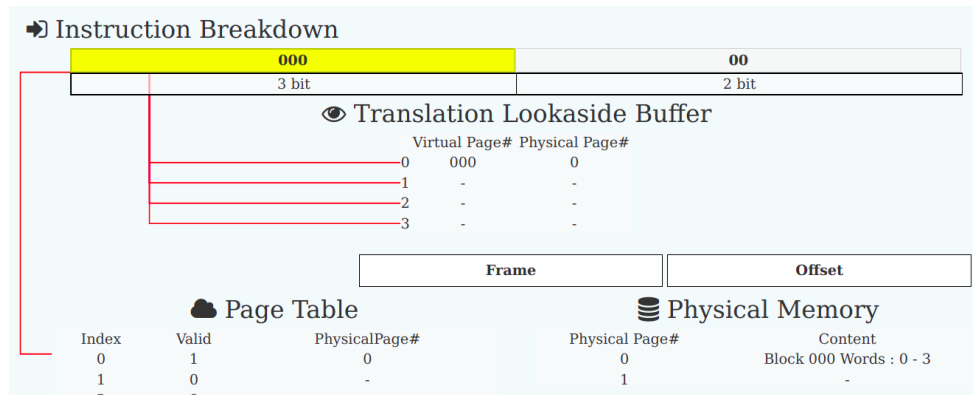 Instruction Breakdown
000 00
3 bit 2 bit
Translation Lookaside Buffer
Virtual Page# Physical Page#
0 000 0
1 - -
2 - -
3 - -
Frame Offset
Page Table Physical Memory
Index Valid PhysicalPage# Physical Page# Content
0 1 0 0 Block 000 Words : 0 - 3
1 0 - 1 -